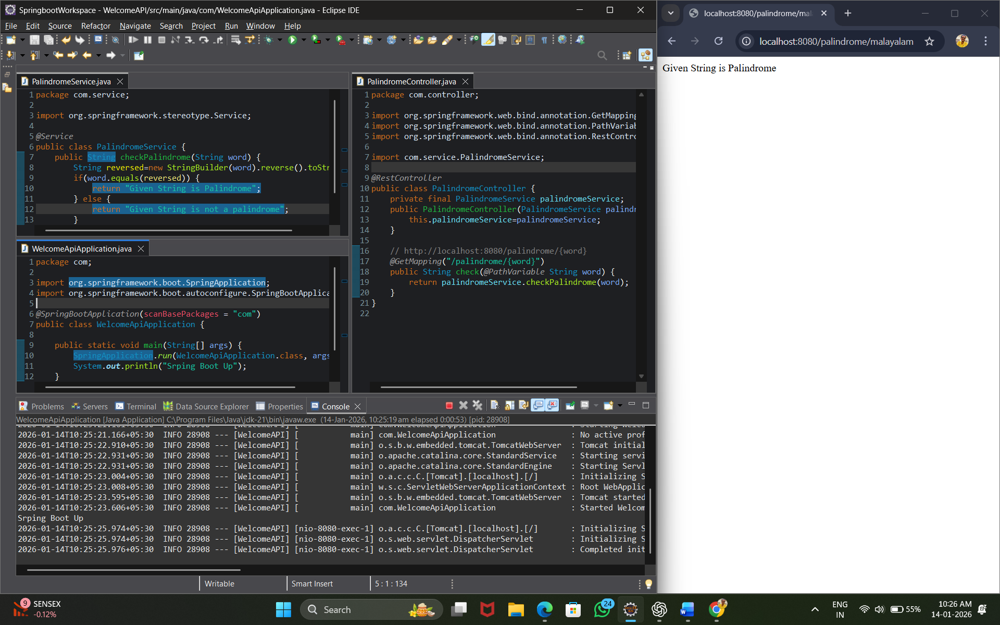 SpringbootWorkspace - WelcomeAPI/src/main/java/com/WelcomeApiApplication.java - Eclipse IDE
File Edit Source Refactor Navigate Search Project Run Window Help
PalindromeService.java
1 package com.service;
2
3 import org.springframework.stereotype.Service;
4
5 @Service
6 public class PalindromeService {
7 public String checkPalindrome(String word) {
8 String reversed=new StringBuilder(word).reverse().toStr
9 if(word.equals(reversed)) {
10 return "Given String is Palindrome";
11 } else {
12 return "Given String is not a palindrome";
13 }
WelcomeApiApplication.java
1 package com;
2
3 import org.springframework.boot.SpringApplication;
4 import org.springframework.boot.autoconfigure.SpringBootApplica
5
6 @SpringBootApplication(scanBasePackages = "com")
7 public class WelcomeApiApplication {
8
9 public static void main(String[] args) {
10 SpringApplication.run(WelcomeApiApplication.class, args
11 System.out.println("Srping Boot Up");
12 }
PalindromeController.java
1 package com.controller;
2
3 import org.springframework.web.bind.annotation.GetMapping
4 import org.springframework.web.bind.annotation.PathVariab
5 import org.springframework.web.bind.annotation.RestContro
6
7 import com.service.PalindromeService;
8
9 @RestController
10 public class PalindromeController {
11 private final PalindromeService palindromeService;
12 public PalindromeController(PalindromeService palindr
13 this.palindromeService=palindromeService;
14 }
15
16 // http://localhost:8080/palindrome/{word}
17 @GetMapping("/palindrome/{word}")
18 public String check(@PathVariable String word) {
19 return palindromeService.checkPalindrome(word);
20 }
21 }
22
Problems Servers Terminal Data Source Explorer Properties Console
WelcomeApiApplication [Java Application] C:\Program Files\Java\jdk-21\bin\javaw.exe (14-Jan-2026, 10:25:19 am elapsed 0:00:53) [pid: 28908]
2026-01-14T10:25:21.166+05:30 INFO 28908 --- [WelcomeAPI] [ main] com.WelcomeApiApplication : No active prof
2026-01-14T10:25:22.910+05:30 INFO 28908 --- [WelcomeAPI] [ main] o.s.b.w.embedded.tomcat.TomcatWebServer : Tomcat initial
2026-01-14T10:25:22.931+05:30 INFO 28908 --- [WelcomeAPI] [ main] o.apache.catalina.core.StandardService : Starting servi
2026-01-14T10:25:22.931+05:30 INFO 28908 --- [WelcomeAPI] [ main] o.apache.catalina.core.StandardEngine : Starting Servl
2026-01-14T10:25:23.004+05:30 INFO 28908 --- [WelcomeAPI] [ main] o.a.c.c.C.[Tomcat].[localhost].[/] : Initializing S
2026-01-14T10:25:23.008+05:30 INFO 28908 --- [WelcomeAPI] [ main] w.s.c.ServletWebServerApplicationContext : Root WebApplic
2026-01-14T10:25:23.595+05:30 INFO 28908 --- [WelcomeAPI] [ main] o.s.b.w.embedded.tomcat.TomcatWebServer : Tomcat started
2026-01-14T10:25:23.606+05:30 INFO 28908 --- [WelcomeAPI] [ main] com.WelcomeApiApplication : Started Welcom
Srping Boot Up
2026-01-14T10:25:25.974+05:30 INFO 28908 --- [WelcomeAPI] [nio-8080-exec-1] o.a.c.c.C.[Tomcat].[localhost].[/] : Initializing S
2026-01-14T10:25:25.974+05:30 INFO 28908 --- [WelcomeAPI] [nio-8080-exec-1] o.s.web.servlet.DispatcherServlet : Initializing S
2026-01-14T10:25:25.976+05:30 INFO 28908 --- [WelcomeAPI] [nio-8080-exec-1] o.s.web.servlet.DispatcherServlet : Completed init
Writable Smart Insert 5 : 1 : 134
localhost:8080/palindrome/mal
localhost:8080/palindrome/malayalam
Given String is Palindrome
9 SENSEX
-0.12%
Search
24
ENG
IN
55%
10:26 AM
14-01-2026